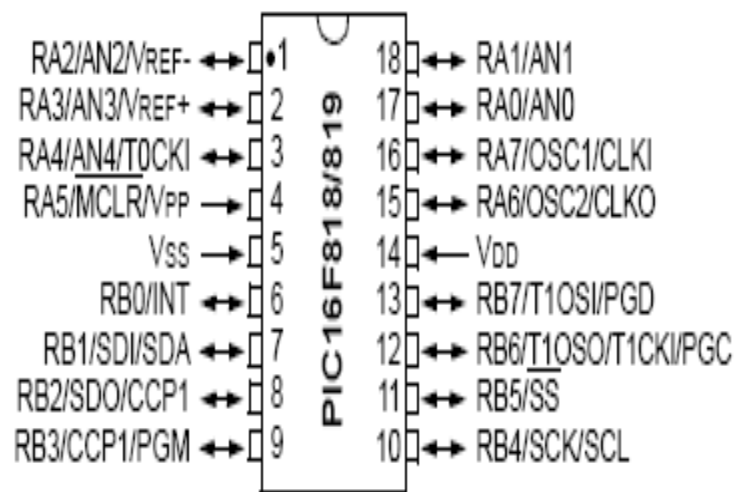 RA2/AN2/VREF- 1 18 RA1/AN1
RA3/AN3/VREF+ 2 17 RA0/AN0
RA4/AN4/T0CKI 3 16 RA7/OSC1/CLKI
RA5/MCLR/VPP 4 15 RA6/OSC2/CLKO
VSS 5 14 VDD
RB0/INT 6 13 RB7/T1OSI/PGD
RB1/SDI/SDA 7 12 RB6/T1OSO/T1CKI/PGC
RB2/SDO/CCP1 8 11 RB5/SS
RB3/CCP1/PGM 9 10 RB4/SCK/SCL
PIC16F818/819